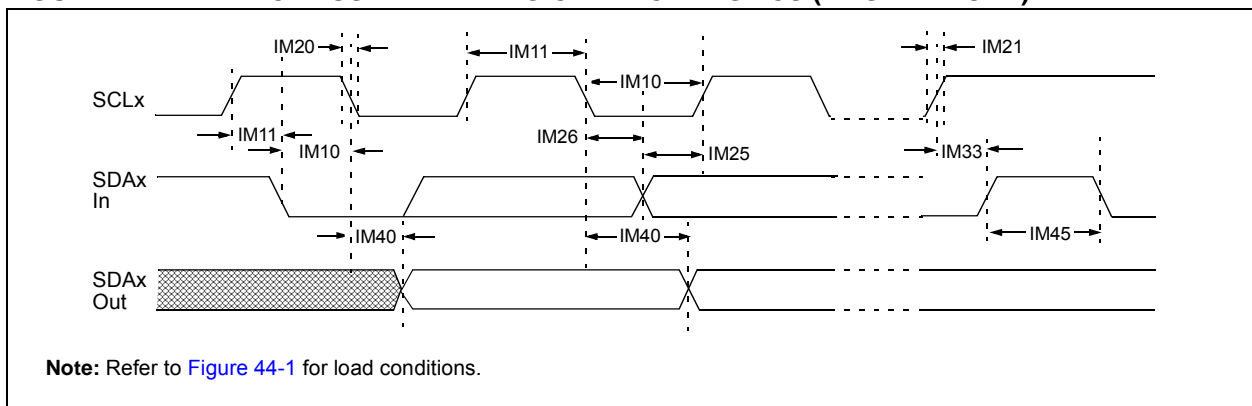 IM20
IM11
IM21
IM10
SCLx
IM11
IM26
IM10
IM25
IM33
SDAx
In
IM40
IM40
IM45
SDAx
Out
Note: Refer to Figure 44-1 for load conditions.